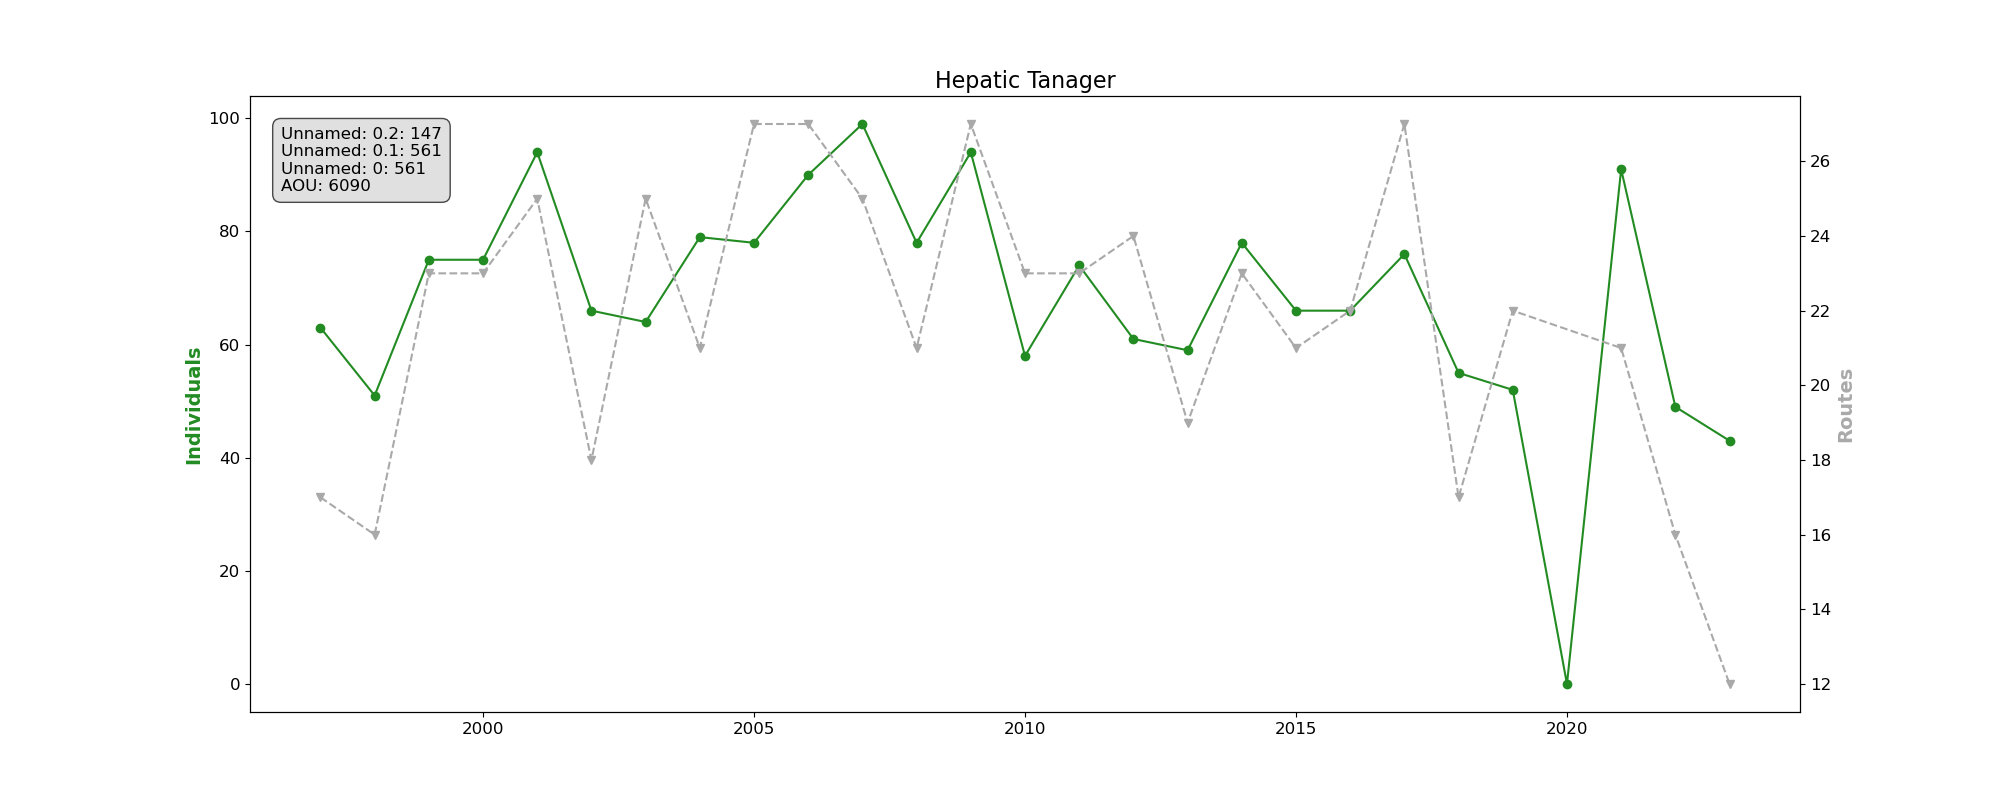 Hepatic Tanager
Unnamed: 0.2: 147
Unnamed: 0.1: 561
Unnamed: 0: 561
AOU: 6090
100
80
60
40
20
0
Individuals
26
24
22
20
18
16
14
12
Routes
2000
2005
2010
2015
2020